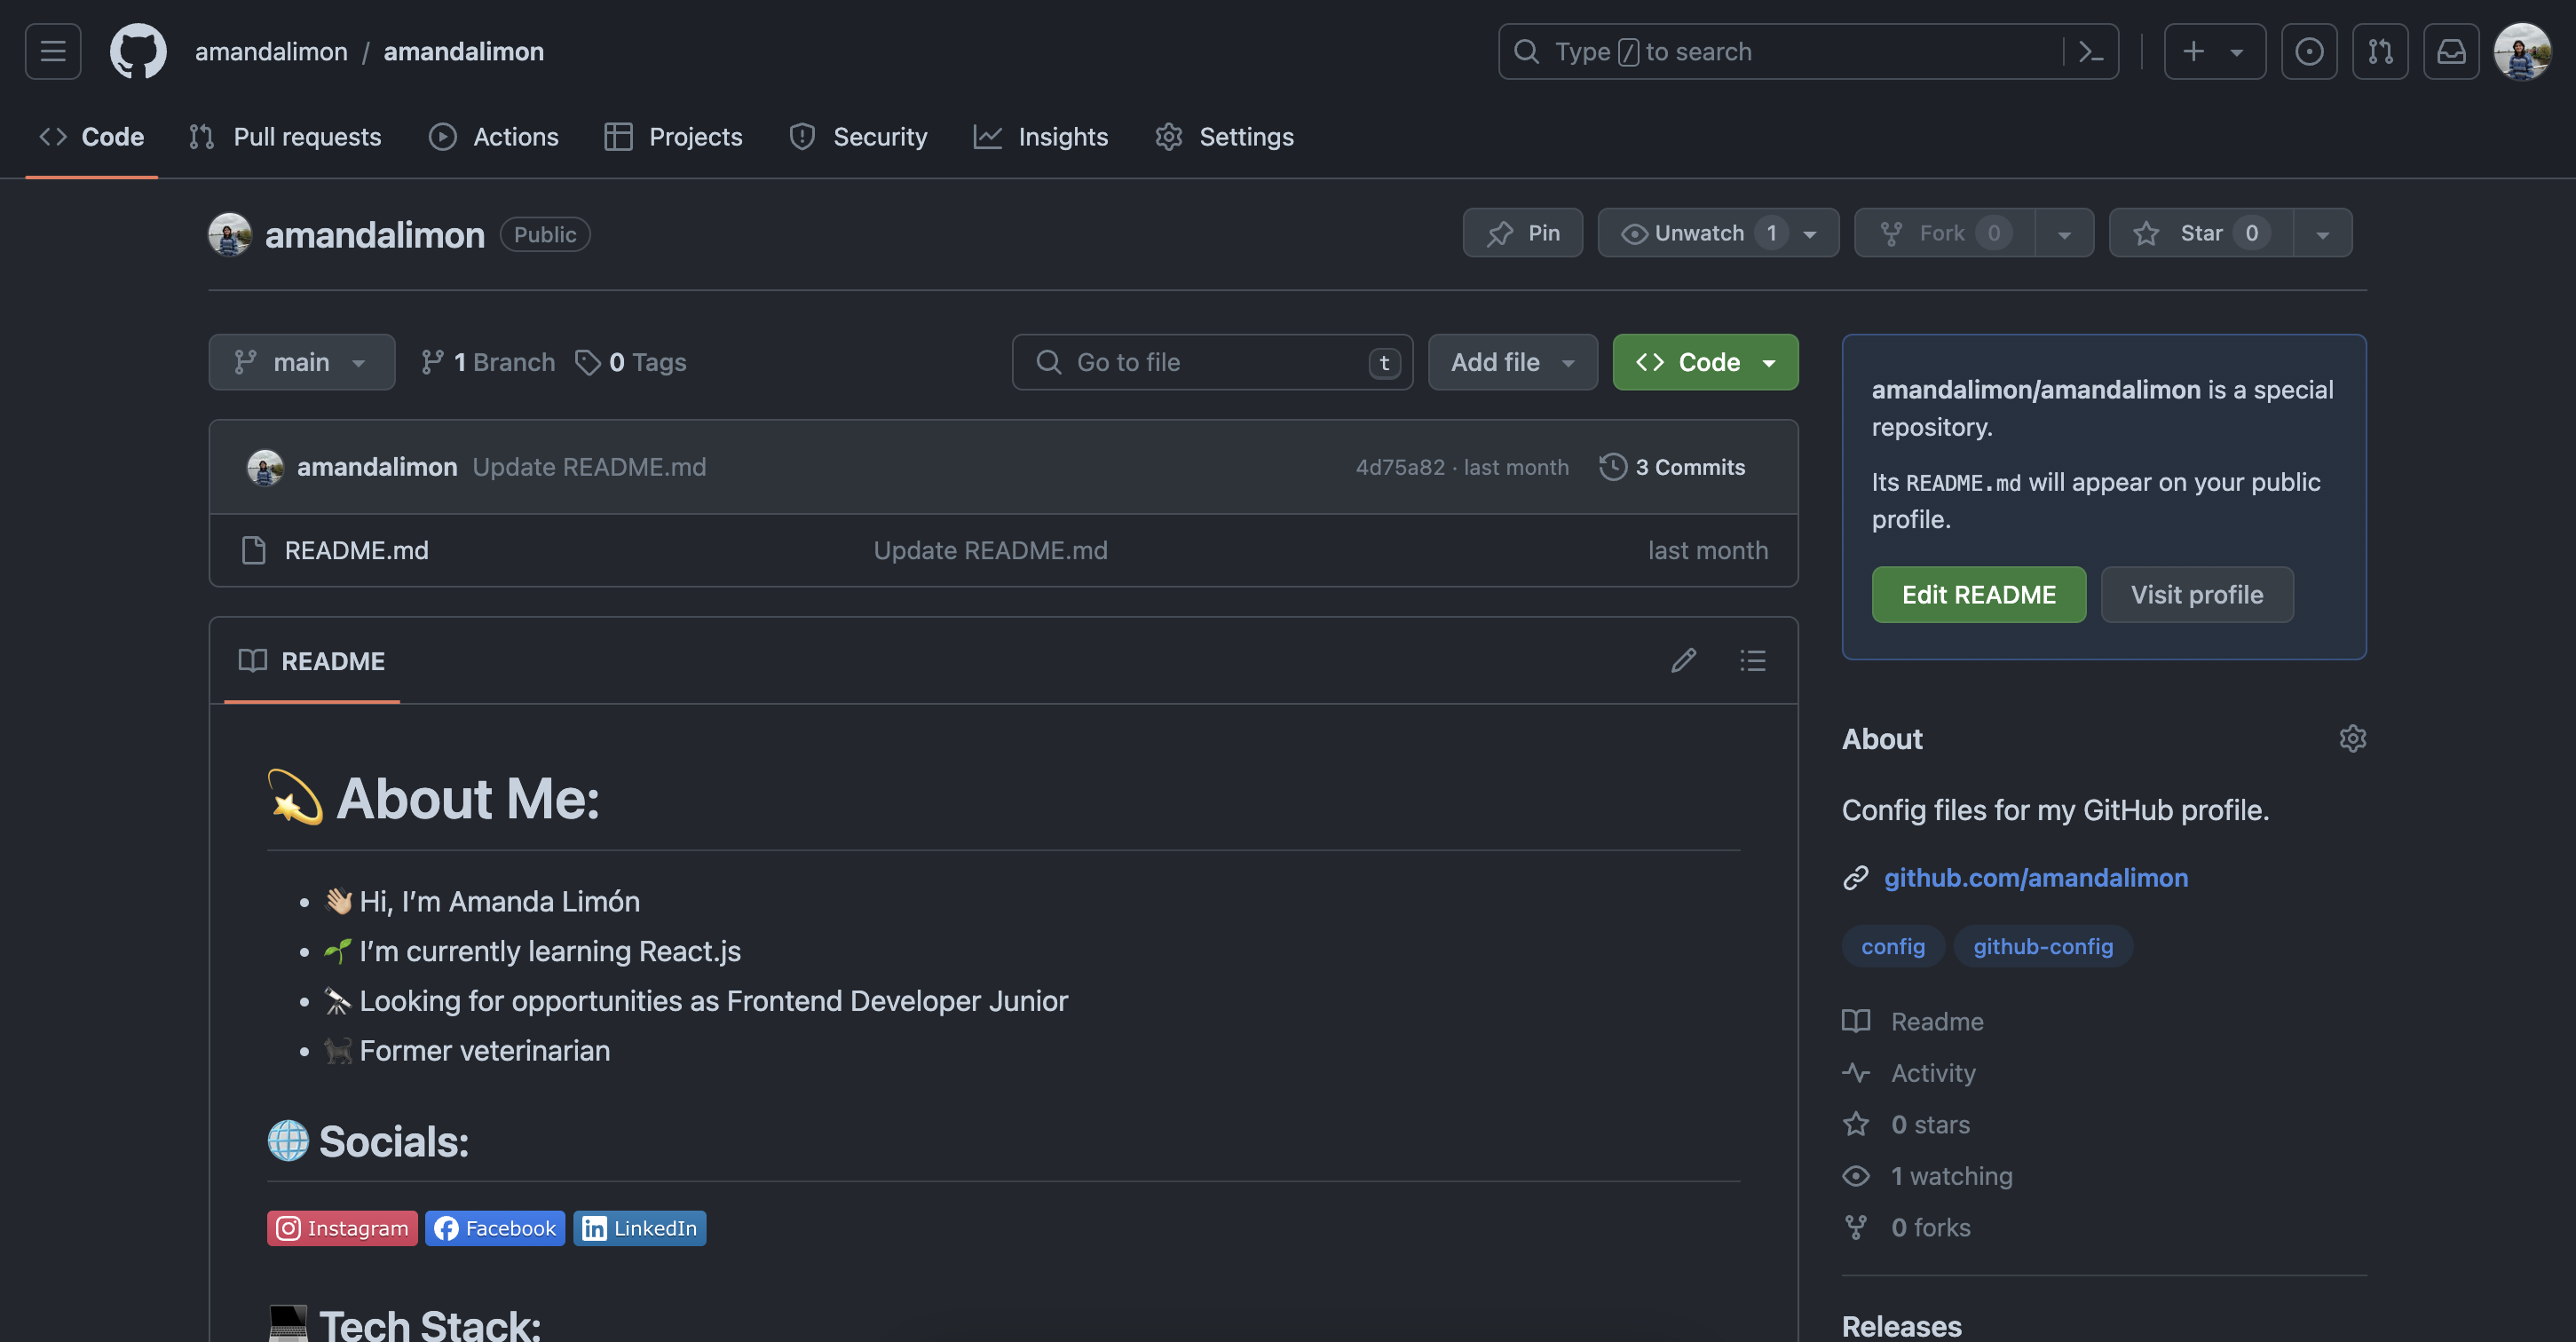 amandalimon / amandalimon
Type / to search
Code
Pull requests
Actions
Projects
Security
Insights
Settings
amandalimon Public
Pin
Unwatch 1
Fork 0
Star 0
main
1 Branch
0 Tags
Go to file t
Add file
Code
amandalimon Update README.md 4d75a82 · last month 3 Commits
README.md Update README.md last month
README
💫 About Me:
• 👋🏼 Hi, I’m Amanda Limón
• 🌱 I’m currently learning React.js
• 🔭 Looking for opportunities as Frontend Developer Junior
• 🐈‍⬛ Former veterinarian
🌐 Socials:
Instagram Facebook LinkedIn
💻 Tech Stack:
amandalimon/amandalimon is a special
repository.
Its README.md will appear on your public
profile.
Edit README
Visit profile
About
Config files for my GitHub profile.
github.com/amandalimon
config github-config
Readme
Activity
0 stars
1 watching
0 forks
Releases